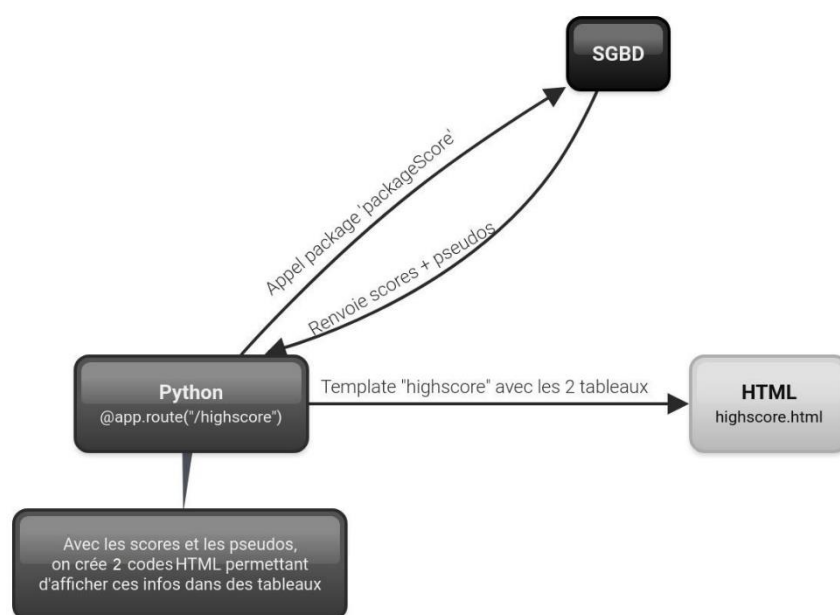 SGBD
Appel package 'packageScore'
Renvoie scores + pseudos
Python
@app.route("/highscore")
Template "highscore" avec les 2 tableaux
HTML
highscore.html
Avec les scores et les pseudos,
on crée 2 codes HTML permettant
d'afficher ces infos dans des tableaux